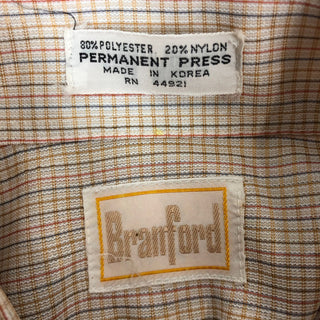 80% POLYESTER 20% NYLON
PERMANENT PRESS
MADE IN KOREA
RN 44921
Branford